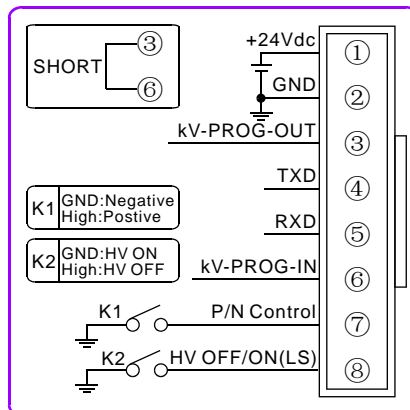 SHORT
③
⑥
+24Vdc
①
GND
②
kV-PROG-OUT
③
TXD
④
K1 GND:Negative
High:Postive
RXD
⑤
K2 GND:HV ON
High:HV OFF
kV-PROG-IN
⑥
K1
P/N Control
⑦
K2
HV OFF/ON(LS)
⑧